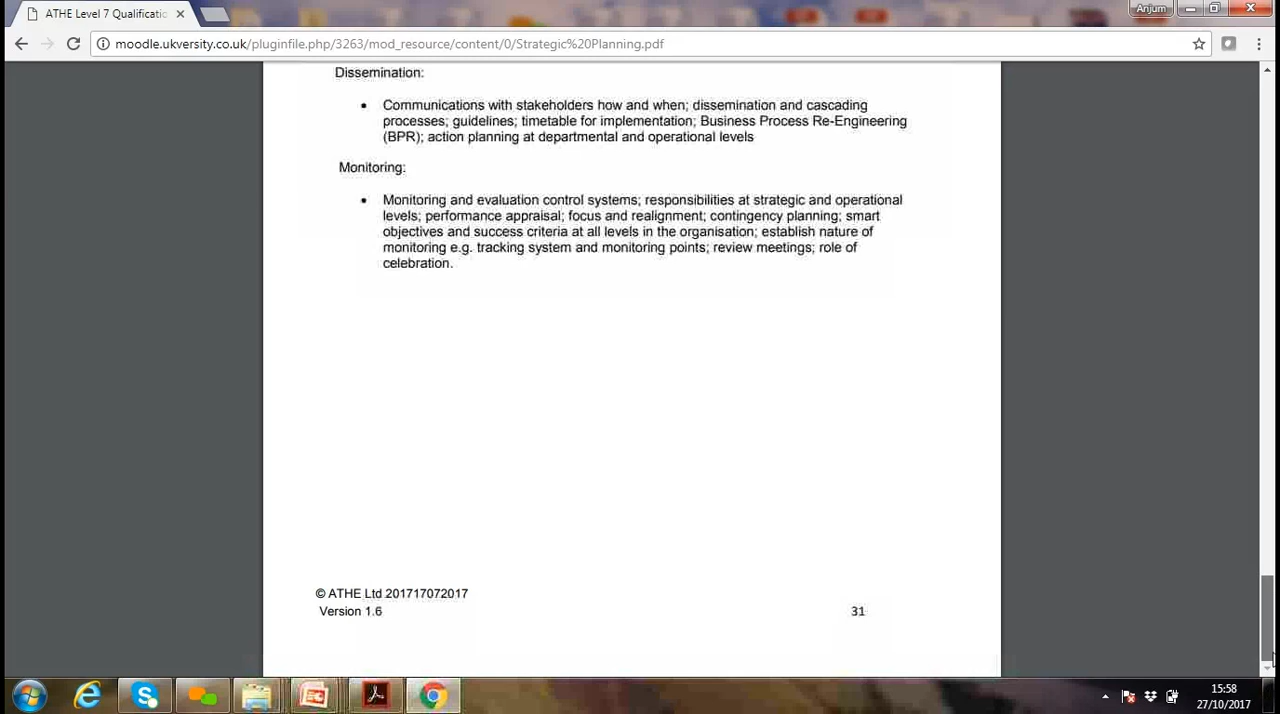 ATHE Level 7 Qualificatio
Anjum
moodle.ukversity.co.uk/pluginfile.php/3263/mod_resource/content/0/Strategic%20Planning.pdf
Dissemination:
• Communications with stakeholders how and when; dissemination and cascading
processes; guidelines; timetable for implementation; Business Process Re-Engineering
(BPR); action planning at departmental and operational levels
Monitoring:
• Monitoring and evaluation control systems; responsibilities at strategic and operational
levels; performance appraisal; focus and realignment; contingency planning; smart
objectives and success criteria at all levels in the organisation; establish nature of
monitoring e.g. tracking system and monitoring points; review meetings; role of
celebration.
© ATHE Ltd 201717072017
Version 1.6
31
15:58
27/10/2017